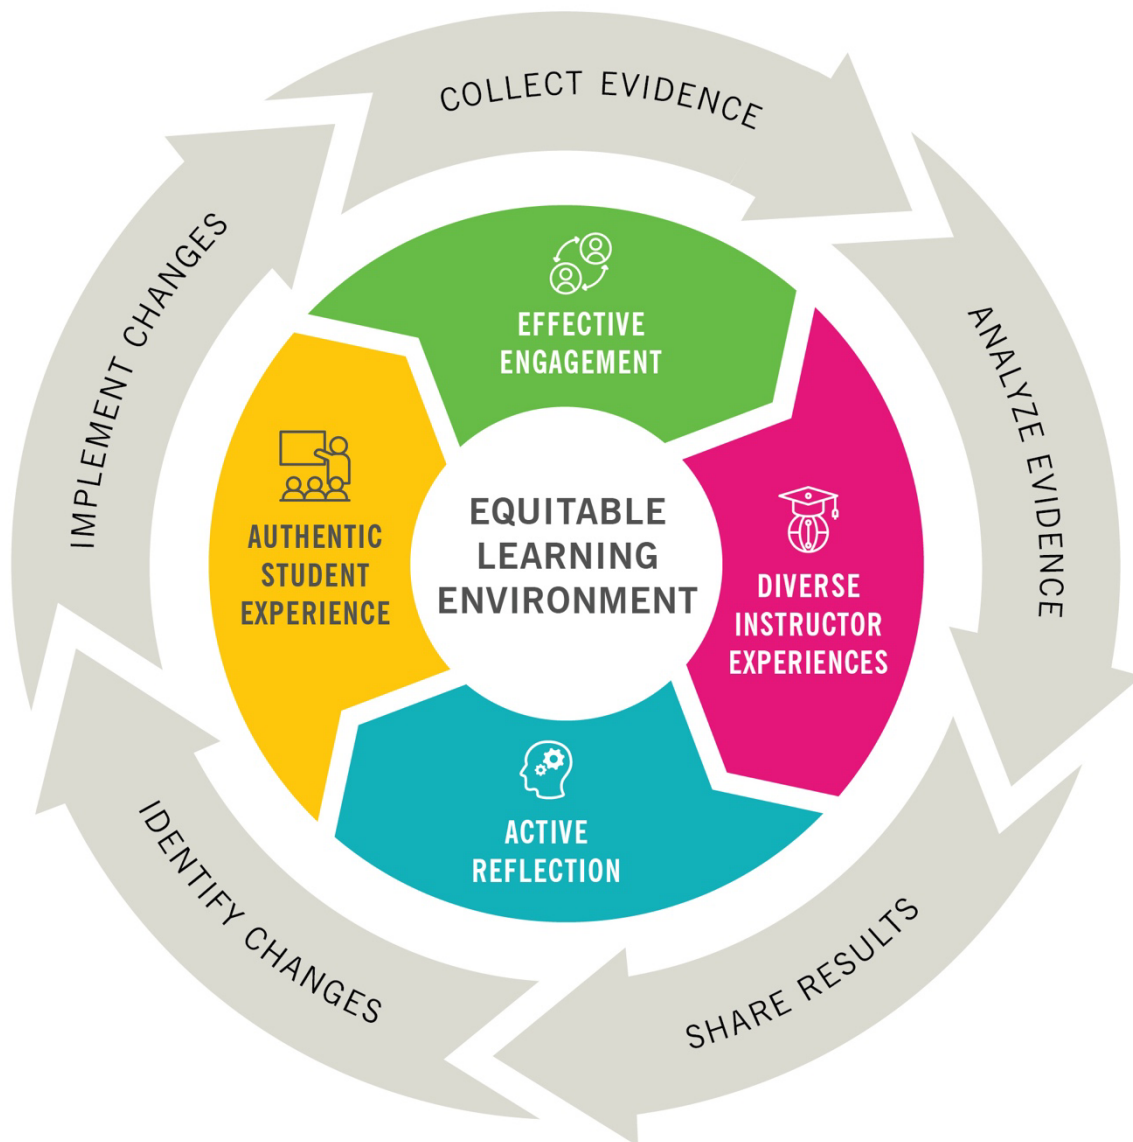 COLLECT EVIDENCE
ANALYZE EVIDENCE
SHARE RESULTS
IDENTIFY CHANGES
IMPLEMENT CHANGES
EFFECTIVE
ENGAGEMENT
DIVERSE
INSTRUCTOR
EXPERIENCES
ACTIVE
REFLECTION
AUTHENTIC
STUDENT
EXPERIENCE
EQUITABLE
LEARNING
ENVIRONMENT